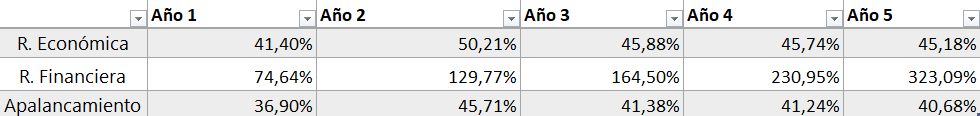 Año 1 Año 2 Año 3 Año 4 Año 5
R. Económica 41,40% 50,21% 45,88% 45,74% 45,18%
R. Financiera 74,64% 129,77% 164,50% 230,95% 323,09%
Apalancamiento 36,90% 45,71% 41,38% 41,24% 40,68%